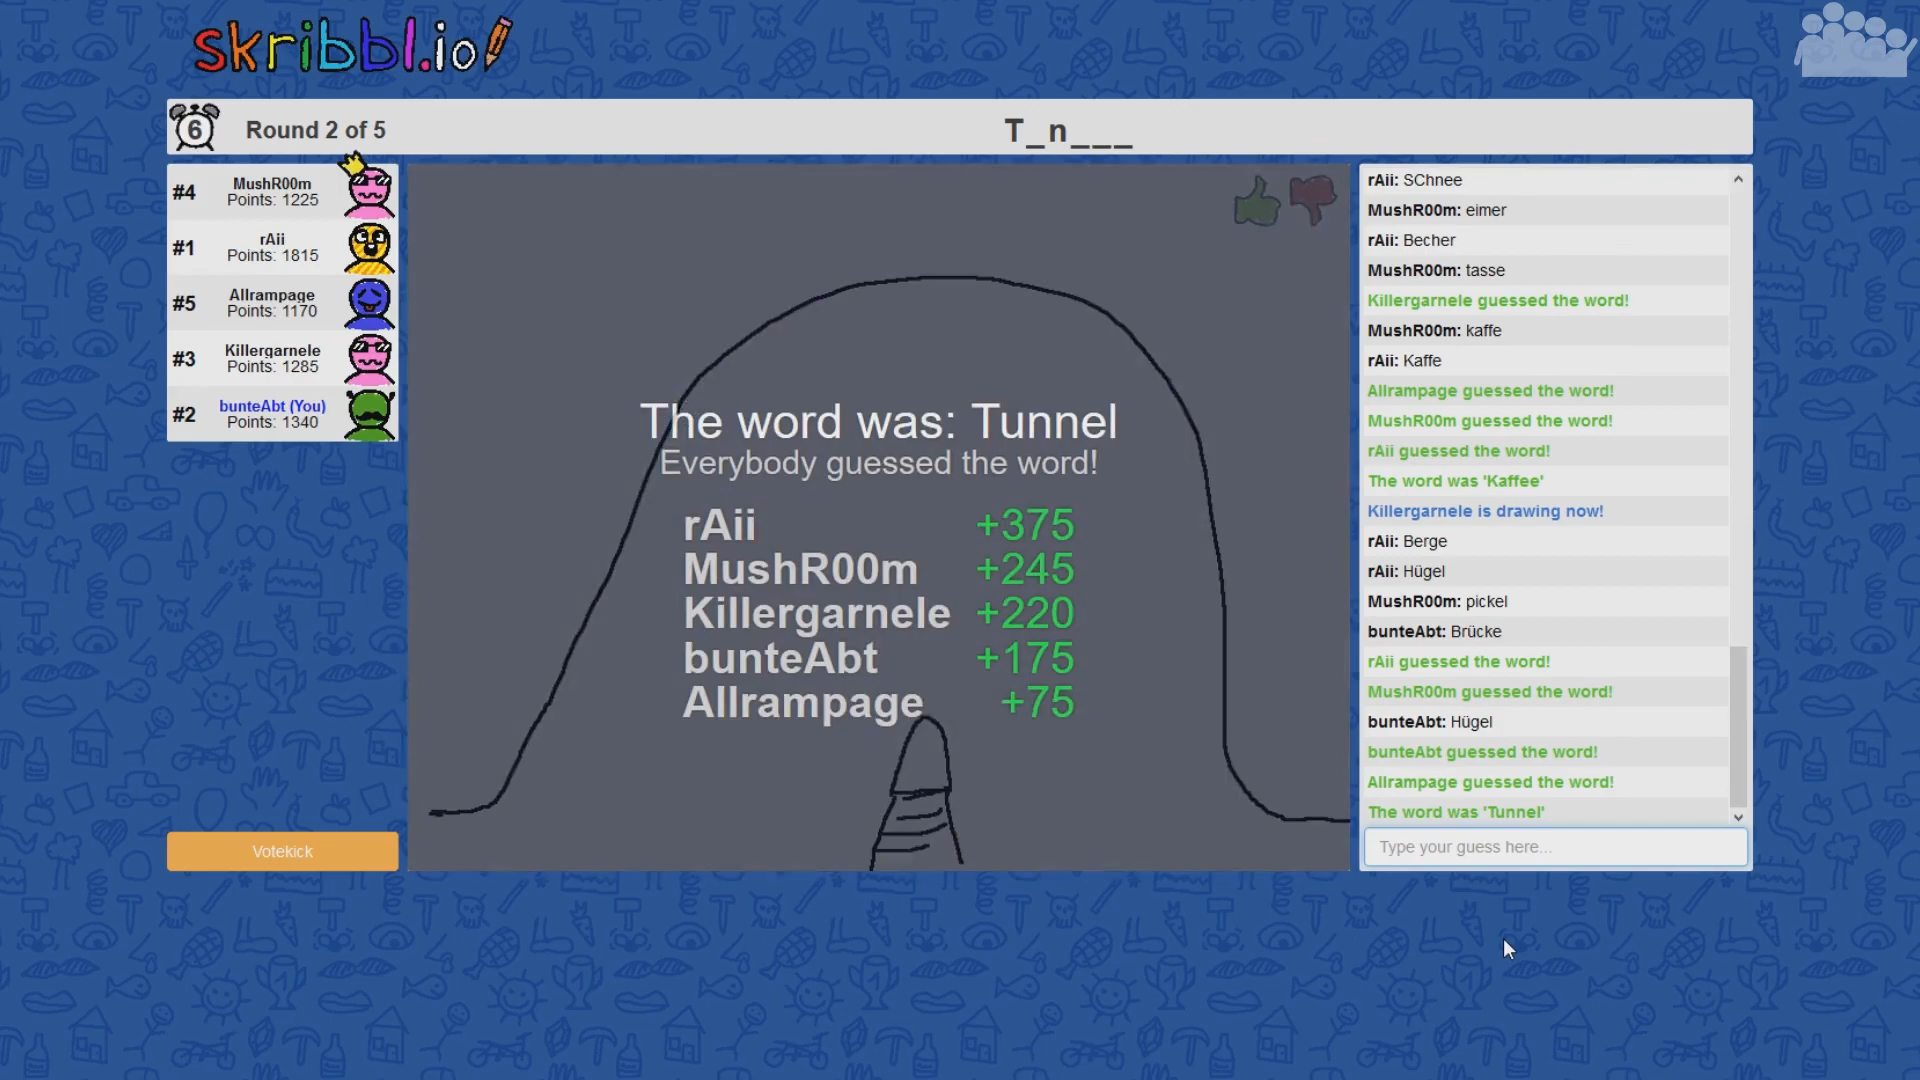 skribbl.io
6
Round 2 of 5
T_n___
#4
MushR00m
Points: 1225
#1
rAii
Points: 1815
#5
Allrampage
Points: 1170
#3
Killergarnele
Points: 1285
#2
bunteAbt (You)
Points: 1340
Votekick
The word was: Tunnel
Everybody guessed the word!
rAii +375
MushR00m +245
Killergarnele +220
bunteAbt +175
Allrampage +75
rAii: SChnee
MushR00m: eimer
rAii: Becher
MushR00m: tasse
Killergarnele guessed the word!
MushR00m: kaffe
rAii: Kaffe
Allrampage guessed the word!
MushR00m guessed the word!
rAii guessed the word!
The word was 'Kaffee'
Killergarnele is drawing now!
rAii: Berge
rAii: Hügel
MushR00m: pickel
bunteAbt: Brücke
rAii guessed the word!
MushR00m guessed the word!
bunteAbt: Hügel
bunteAbt guessed the word!
Allrampage guessed the word!
The word was 'Tunnel'
Type your guess here...